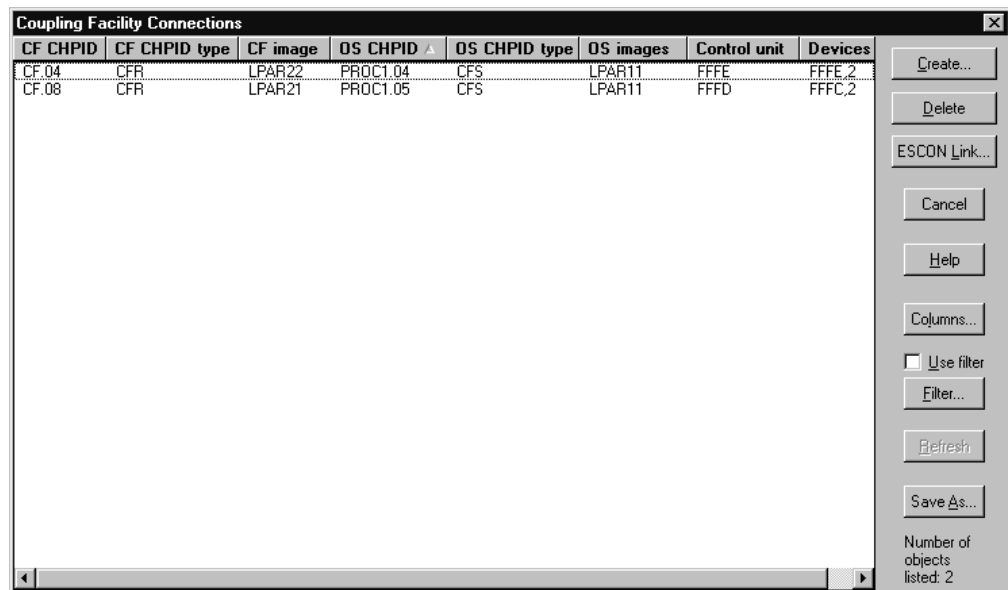 Coupling Facility Connections
CF CHPID CF CHPID type CF image OS CHPID OS CHPID type OS images Control unit Devices
CF.04 CFR LPAR22 PROC1.04 CFS LPAR11 FFFE FFFE,2
CF.08 CFR LPAR21 PROC1.05 CFS LPAR11 FFFD FFFC,2
Create...
Delete
ESCON Link...
Cancel
Help
Columns...
Use filter
Filter...
Refresh
Save As...
Number of
objects
listed: 2